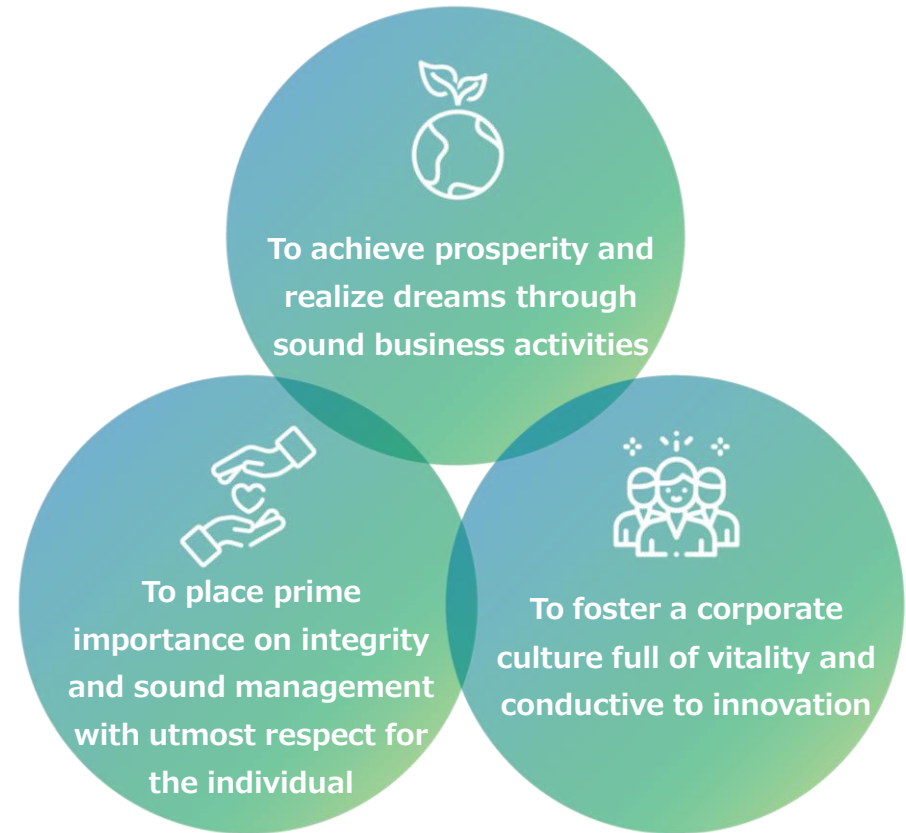 To achieve prosperity and
realize dreams through
sound business activities
To place prime
importance on integrity
and sound management
with utmost respect for
the individual
To foster a corporate
culture full of vitality and
conductive to innovation